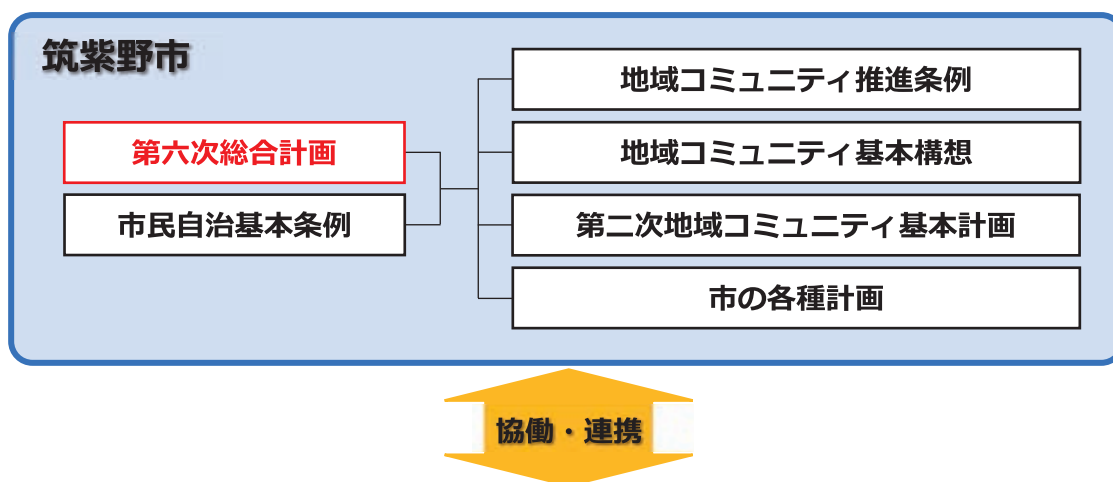 筑紫野市
第六次総合計画
市民自治基本条例
地域コミュニティ推進条例
地域コミュニティ基本構想
第二次地域コミュニティ基本計画
市の各種計画
協働・連携